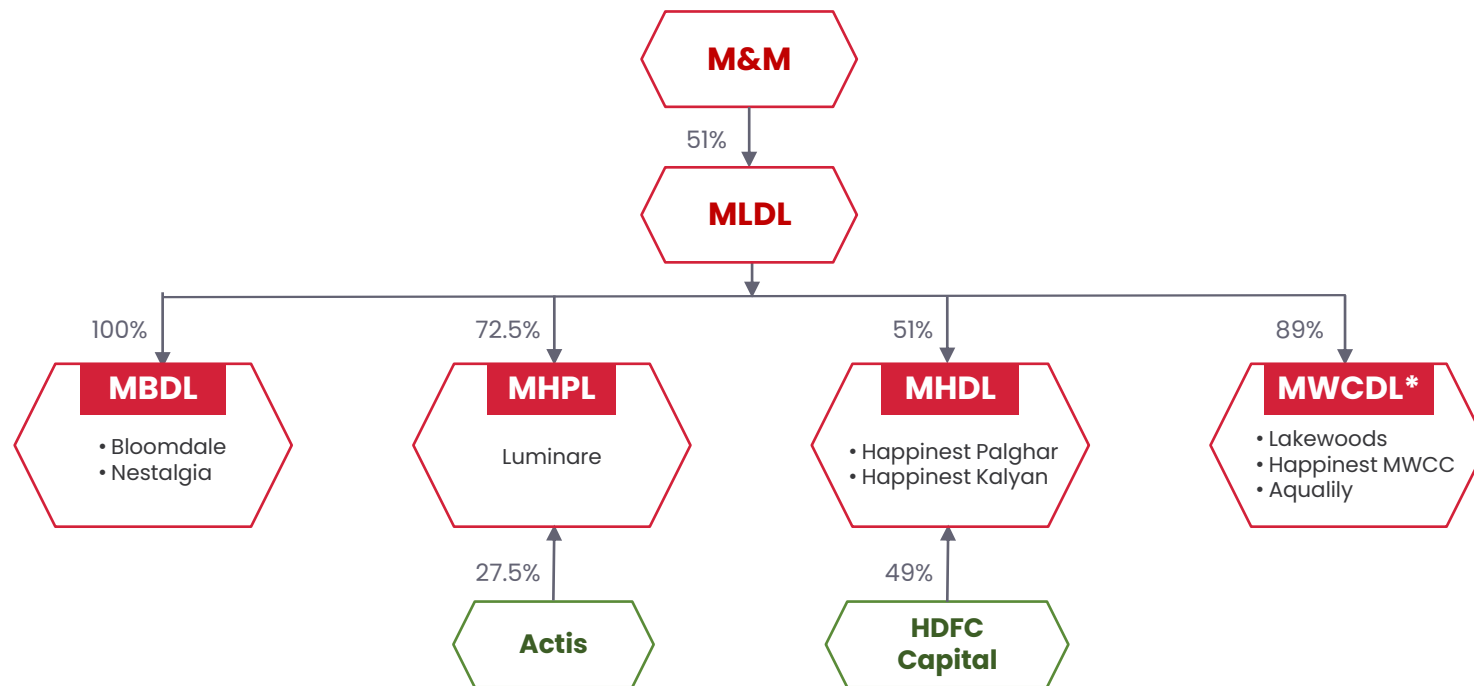 M&M
51%
MLDL
100%
72.5%
51%
89%
MBDL
MHPL
MHDL
MWCDL*
• Bloomdale
• Nestalgia
Luminare
• Happinest Palghar
• Happinest Kalyan
• Lakewoods
• Happinest MWCC
• Aqualily
27.5%
49%
Actis
HDFC
Capital